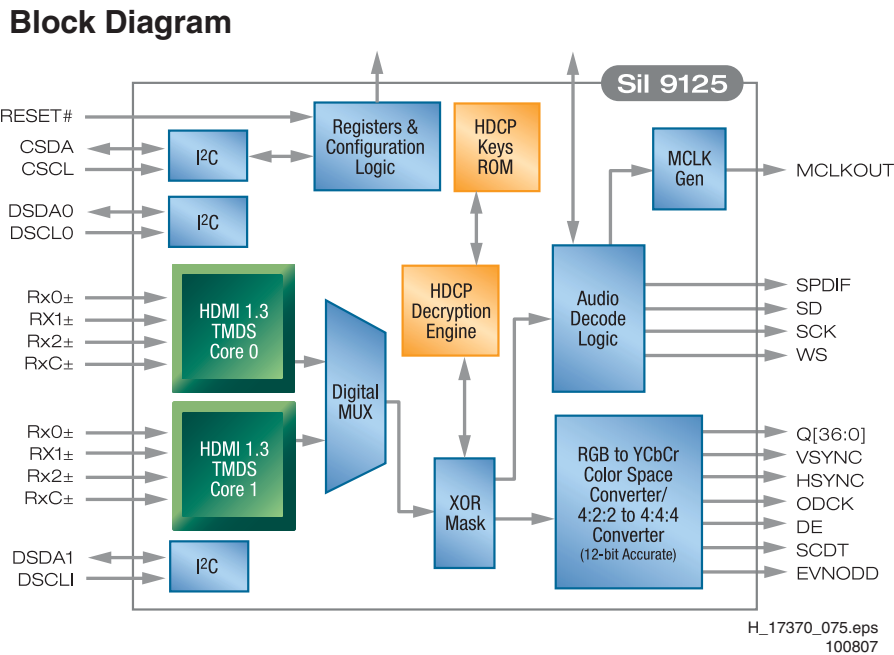 Block Diagram
SiI 9125
RESET#
CSDA
CSCL
I2C
Registers &
Configuration
Logic
HDCP
Keys
ROM
MCLK
Gen
MCLKOUT
DSDA0
DSCL0
I2C
Rx0±
RX1±
Rx2±
RxC±
HDMI 1.3
TMDS
Core 0
HDCP
Decryption
Engine
Audio
Decode
Logic
SPDIF
SD
SCK
WS
Digital
MUX
Rx0±
RX1±
Rx2±
RxC±
HDMI 1.3
TMDS
Core 1
XOR
Mask
RGB to YCbCr
Color Space
Converter/
4:2:2 to 4:4:4
Converter
(12-bit Accurate)
Q[36:0]
VSYNC
HSYNC
ODCK
DE
SCDT
EVNODD
DSDA1
DSCLI
I2C
H_17370_075.eps
100807